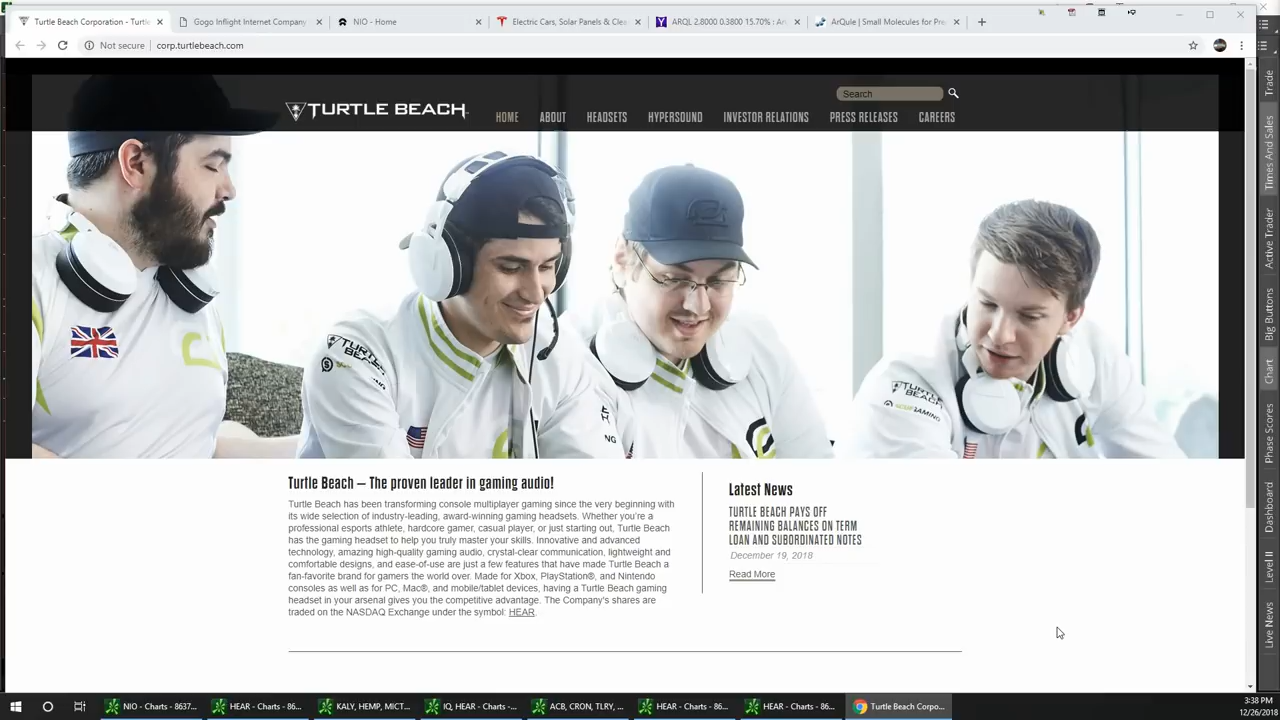 Turtle Beach Corporation - Turtle
Gogo Inflight Internet Company
NIO - Home
Electric Cars, Solar Panels & Clea
ARQL 2.8000 0.3800 15.70% : Ar
ArQule | Small Molecules for Pre
Not secure | corp.turtlebeach.com
Search
TURTLE BEACH
HOME ABOUT HEADSETS HYPERSOUND INVESTOR RELATIONS PRESS RELEASES CAREERS
TURTLE
BEACH
TURTLE
BEACH
Turtle Beach – The proven leader in gaming audio!
Turtle Beach has been transforming console multiplayer gaming since the very beginning with
its wide selection of industry-leading, award-winning gaming headsets. Whether you're a
professional esports athlete, hardcore gamer, casual player, or just starting out, Turtle Beach
has the gaming headset to help you truly master your skills. Innovative and advanced
technology, amazing high-quality gaming audio, crystal-clear communication, lightweight and
comfortable designs, and ease-of-use are just a few features that have made Turtle Beach a
fan-favorite brand for gamers the world over. Made for Xbox, PlayStation®, and Nintendo
consoles as well as for PC, Mac®, and mobile/tablet devices, having a Turtle Beach gaming
headset in your arsenal gives you the competitive advantage. The Company's shares are
traded on the NASDAQ Exchange under the symbol: HEAR.
Latest News
TURTLE BEACH PAYS OFF
REMAINING BALANCES ON TERM
LOAN AND SUBORDINATED NOTES
December 19, 2018
Read More
Trade
Times And Sales
Active Trader
Big Buttons
Chart
Phase Scores
Dashboard
Level II
Live News
NIO - Charts - 8637...
HEAR - Charts - 86...
KALY, HEMP, MICT...
IQ, HEAR - Charts -...
ACB, CRON, TLRY, ...
HEAR - Charts - 86...
HEAR - Charts - 86...
Turtle Beach Corpo...
3:38 PM
12/26/2018